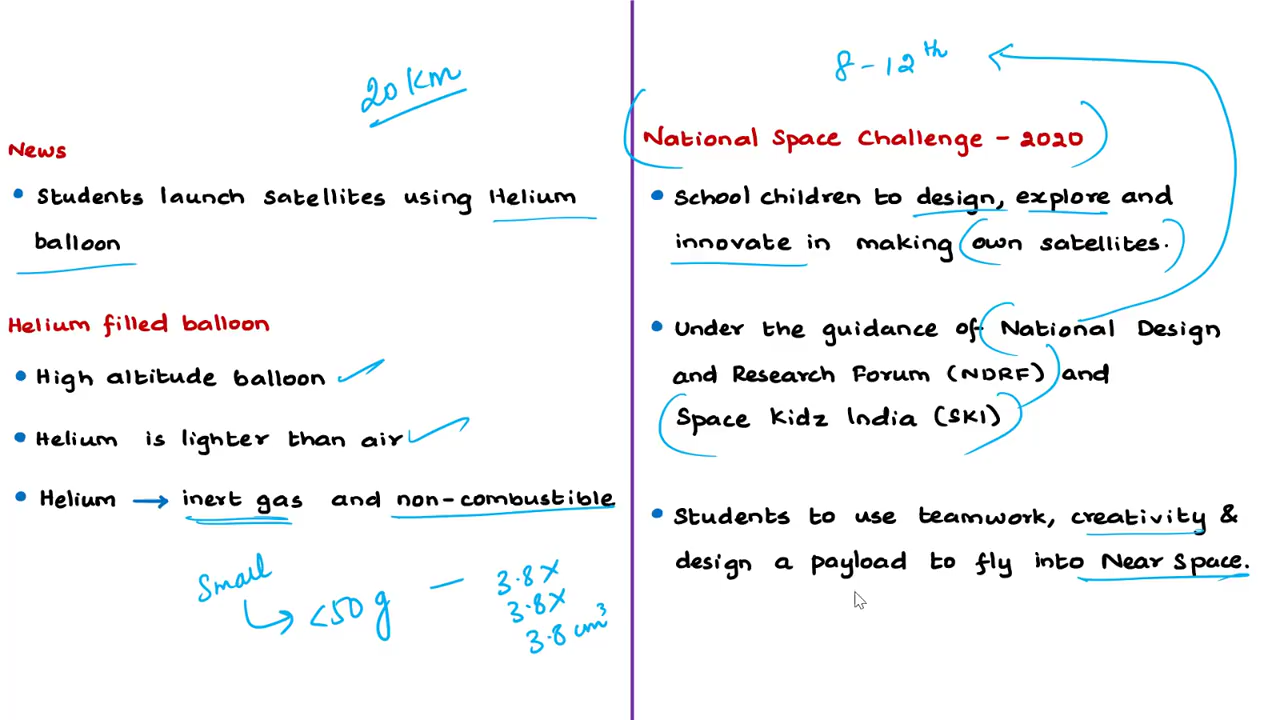 20 km
News
• Students launch satellites using Helium
balloon
Helium filled balloon
• High altitude balloon
• Helium is lighter than air
• Helium → inert gas and non-combustible
Small
<50 g — 3.8 x
3.8 x
3.8 cm³
8 - 12th
National Space Challenge - 2020
• School children to design, explore and
innovate in making own satellites.
• Under the guidance of National Design
and Research Forum (NDRF) and
Space Kidz India (SKI)
• Students to use teamwork, creativity &
design a payload to fly into Near Space.